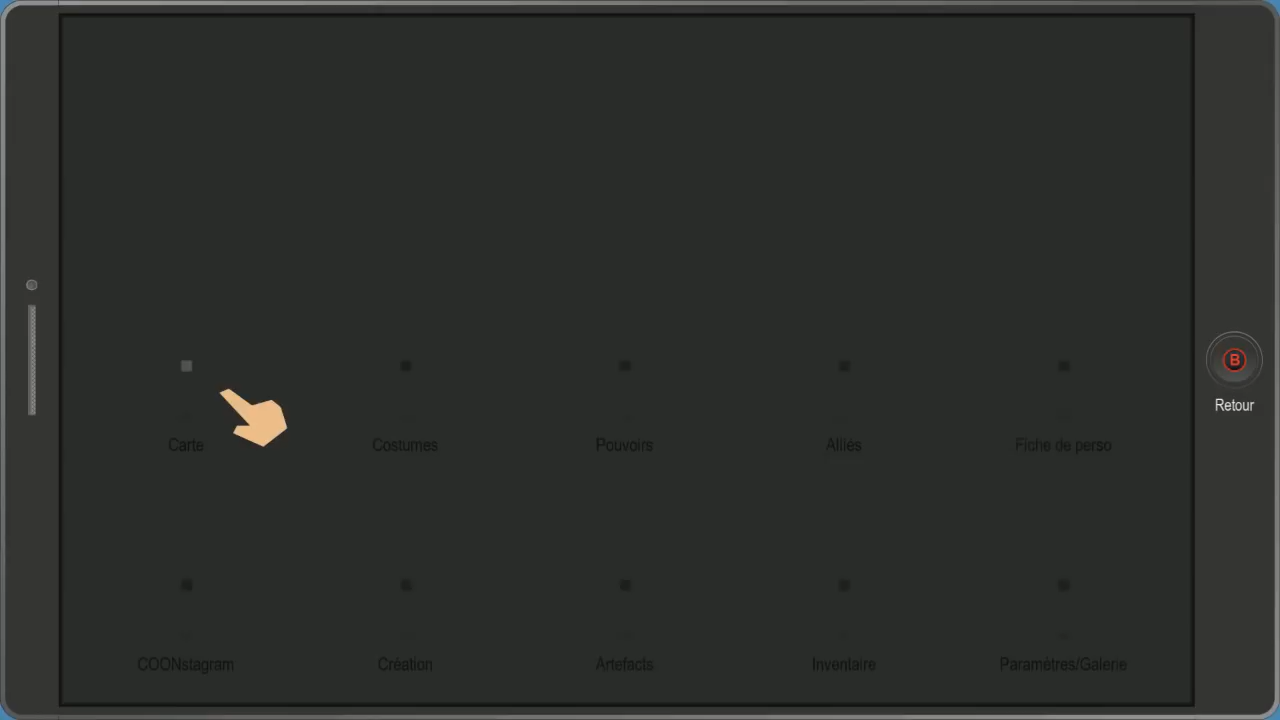 B
Retour
Carte
Costumes
Pouvoirs
Alliés
Fiche de perso
COONstagram
Création
Artefacts
Inventaire
Paramètres/Galerie